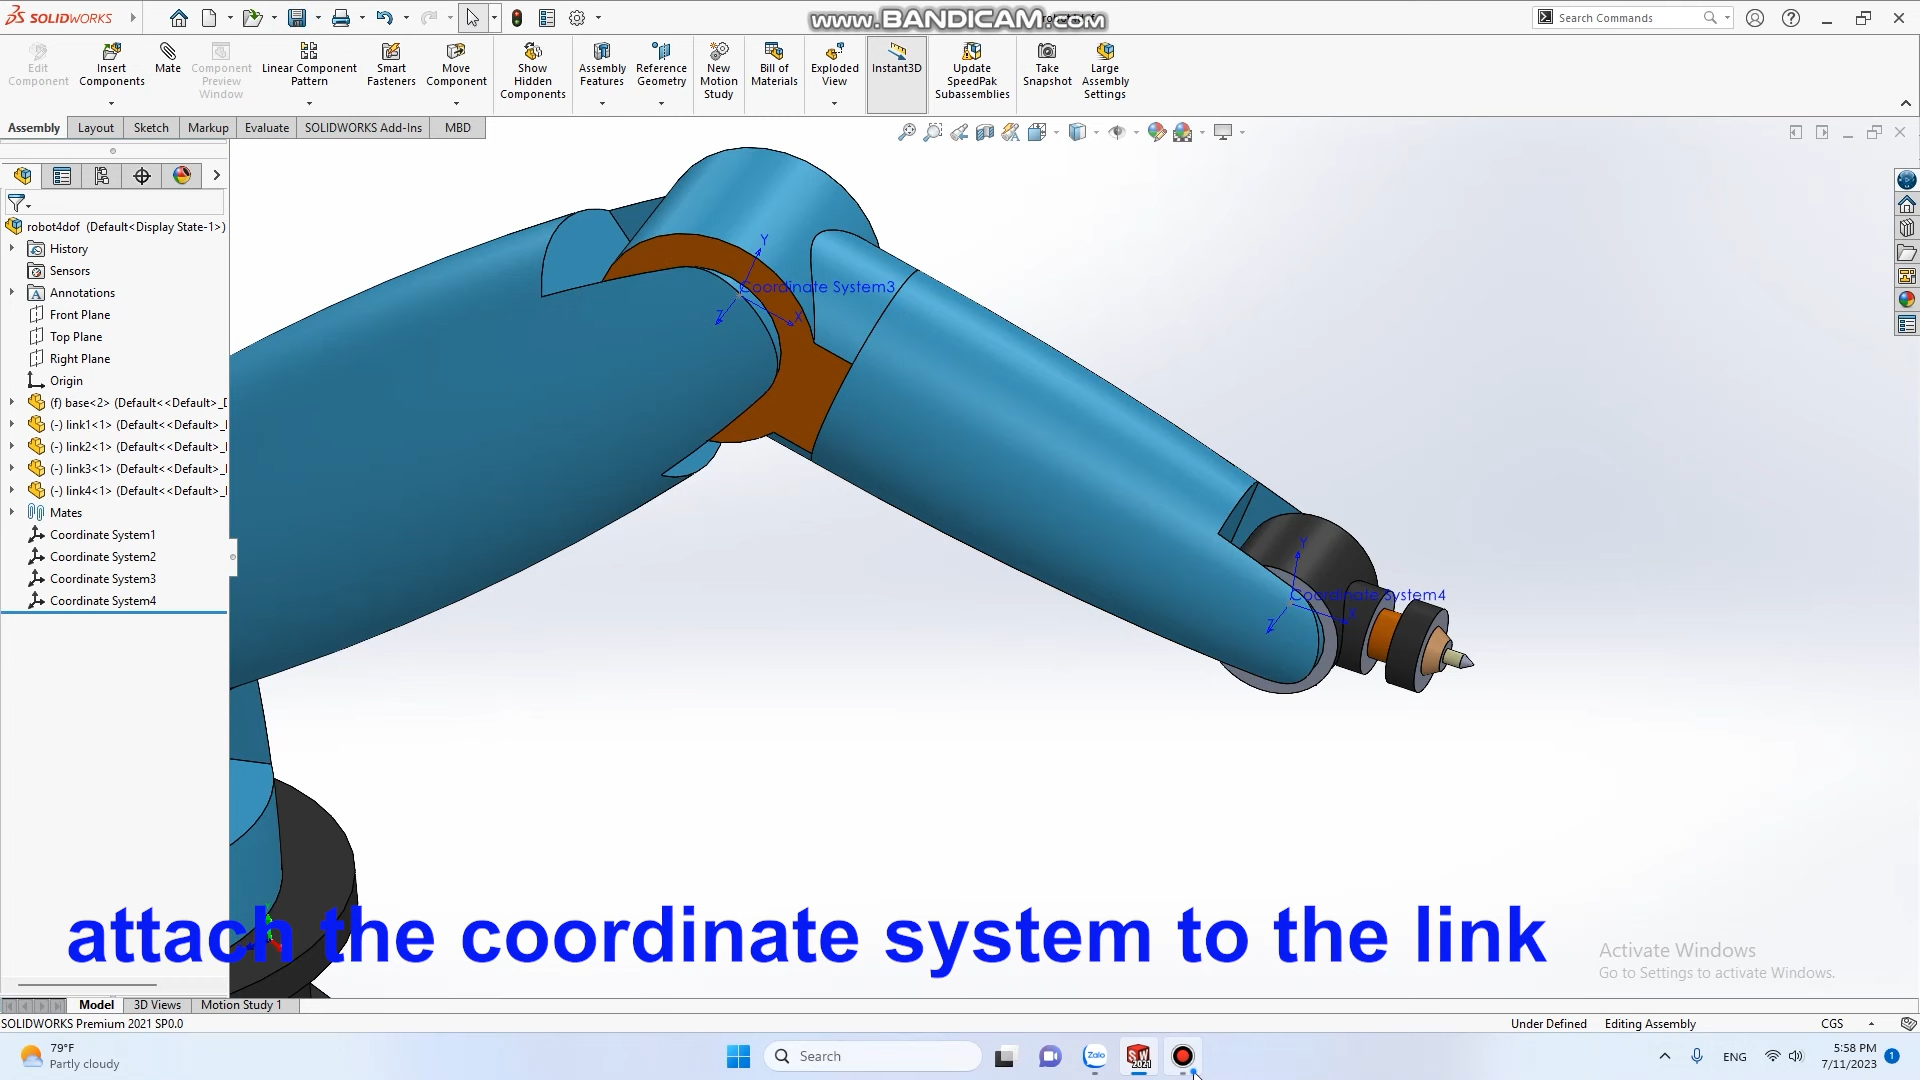 SOLIDWORKS
www.BANDICAM.com
Search Commands
Edit Component
Insert Components
Mate
Component Preview Window
Linear Component Pattern
Smart Fasteners
Move Component
Show Hidden Components
Assembly Features
Reference Geometry
New Motion Study
Bill of Materials
Exploded View
Instant3D
Update SpeedPak Subassemblies
Take Snapshot
Large Assembly Settings
Assembly
Layout
Sketch
Markup
Evaluate
SOLIDWORKS Add-Ins
MBD
robot4dof (Default<Display State-1>)
History
Sensors
Annotations
Front Plane
Top Plane
Right Plane
Origin
(f) base<2> (Default<<Default>_D
(-) link1<1> (Default<<Default>_
(-) link2<1> (Default<<Default>_
(-) link3<1> (Default<<Default>_
(-) link4<1> (Default<<Default>_
Mates
Coordinate System1
Coordinate System2
Coordinate System3
Coordinate System4
Y
Coordinate System3
Z
X
Y
Coordinate System4
Z
X
attach the coordinate system to the link
Activate Windows
Go to Settings to activate Windows.
Model
3D Views
Motion Study 1
SOLIDWORKS Premium 2021 SP0.0
Under Defined
Editing Assembly
CGS
79°F
Partly cloudy
Search
Zalo
SW
2021
ENG
5:58 PM
7/11/2023
1